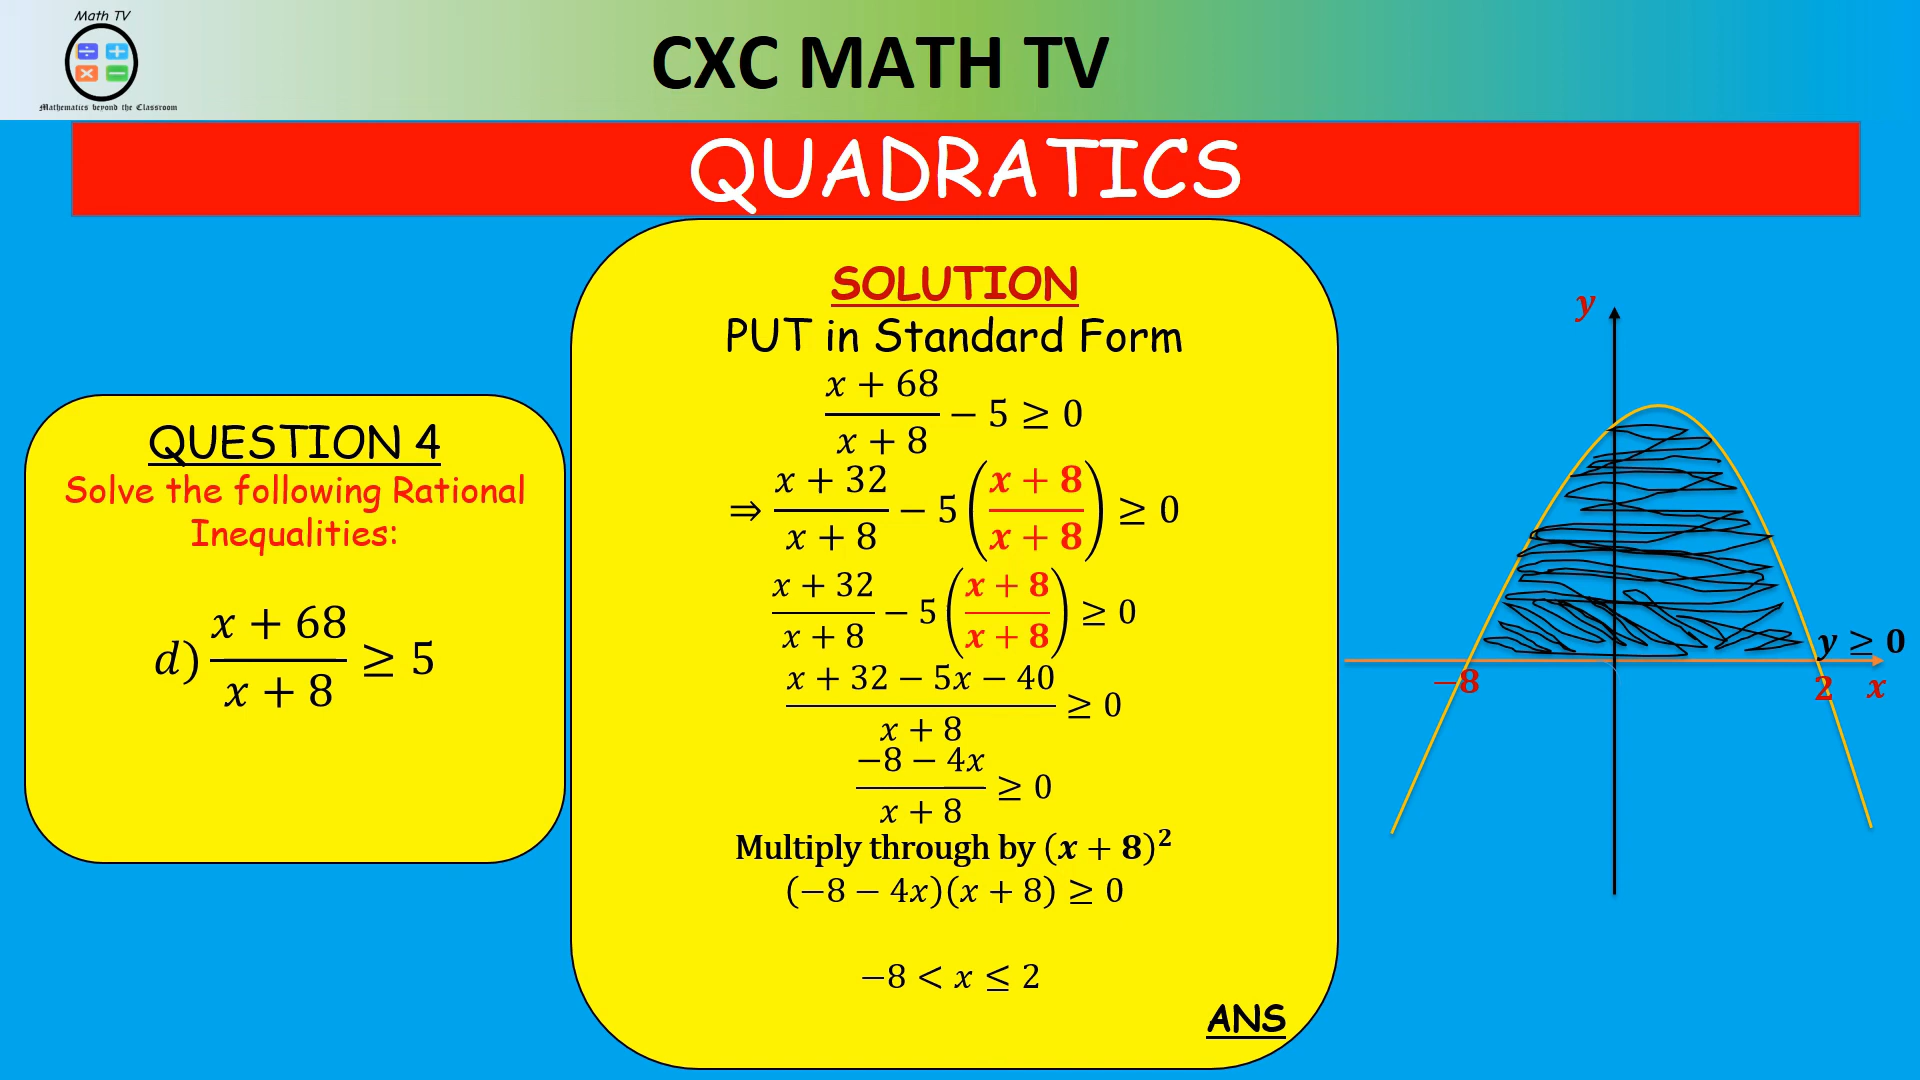 Math TV
Mathematics beyond the Classroom
CXC MATH TV
QUADRATICS
QUESTION 4
Solve the following Rational
Inequalities:
d) (x + 68)/(x + 8) ≥ 5
SOLUTION
PUT in Standard Form
(x + 68)/(x + 8) − 5 ≥ 0
⇒ (x + 32)/(x + 8) − 5((x + 8)/(x + 8)) ≥ 0
(x + 32)/(x + 8) − 5((x + 8)/(x + 8)) ≥ 0
(x + 32 − 5x − 40)/(x + 8) ≥ 0
(−8 − 4x)/(x + 8) ≥ 0
Multiply through by (x + 8)²
(−8 − 4x)(x + 8) ≥ 0
−8 < x ≤ 2
ANS
y
y ≥ 0
−8
2
x